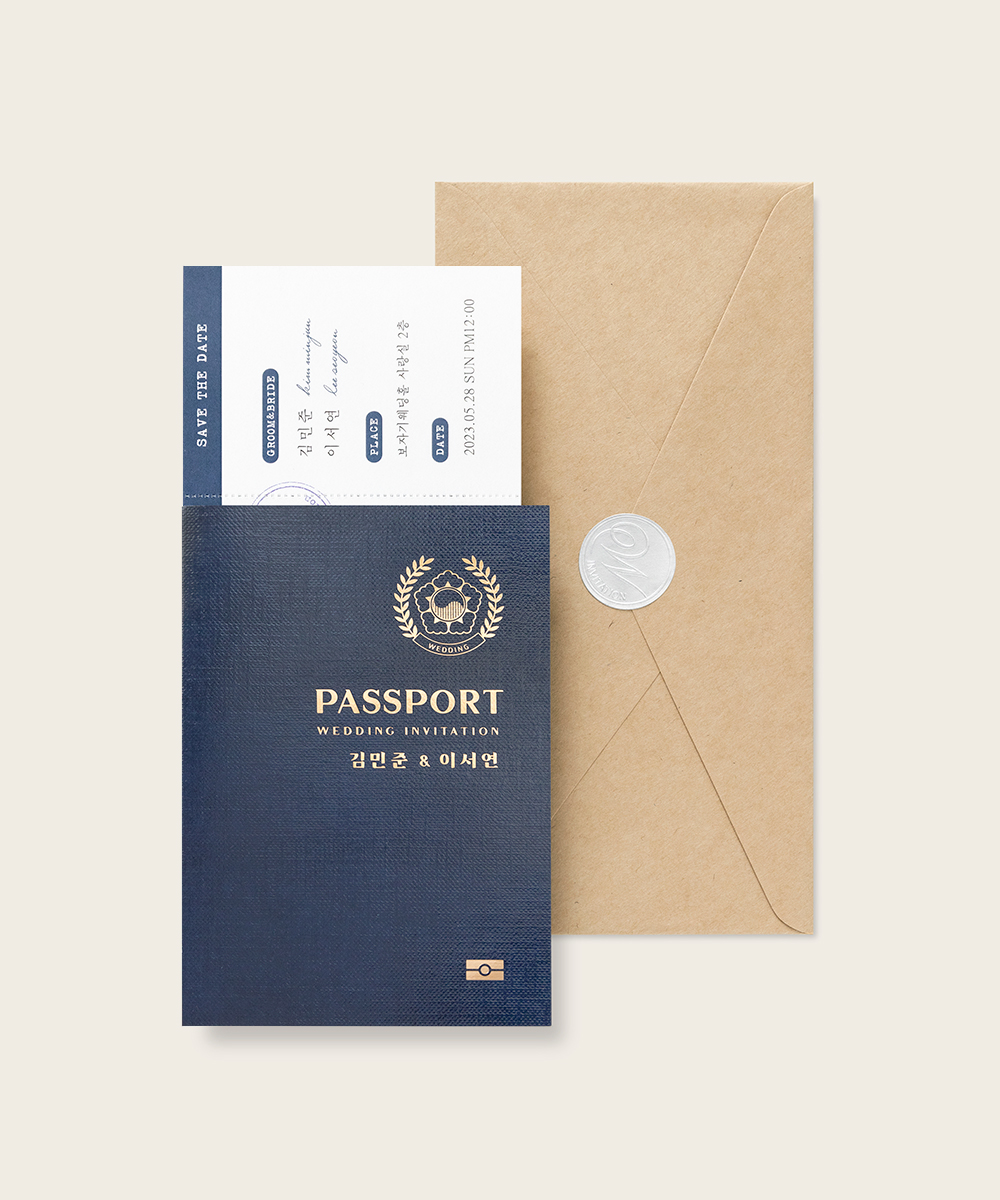 SAVE THE DATE
GROOM&BRIDE
김민준 kim minjun
이서연 lee seoyeon
PLACE
보자기웨딩홀 사랑실 2층
DATE
2023.05.28 SUN PM12:00
WEDDING
PASSPORT
WEDDING INVITATION
김민준 & 이서연
INVITATION